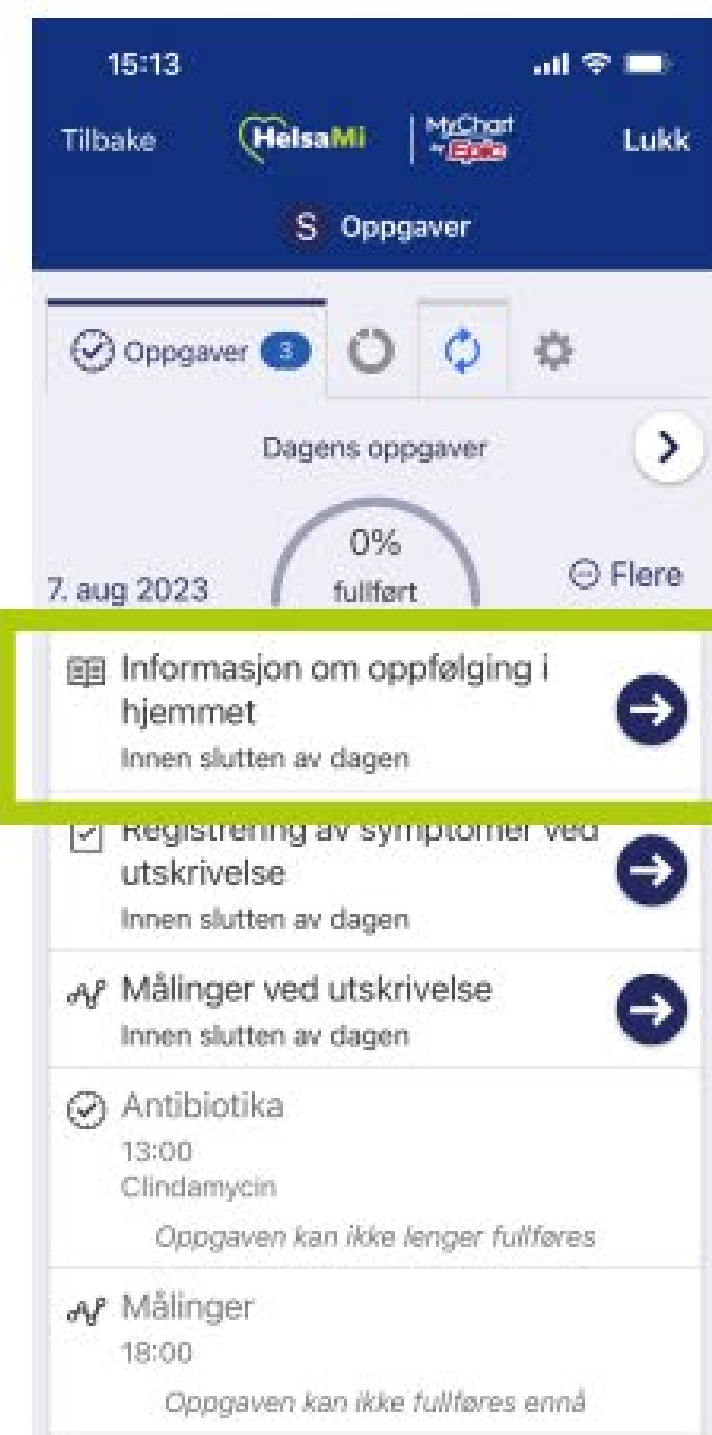 15:13
Tilbake HelsaMi MyChart by Epic Lukk
S Oppgaver
Oppgaver 3
Dagens oppgaver
0%
7. aug 2023 fullført Flere
Informasjon om oppfølging i
hjemmet
Innen slutten av dagen
Registrering av symptomer ved
utskrivelse
Innen slutten av dagen
Målinger ved utskrivelse
Innen slutten av dagen
Antibiotika
13:00
Clindamycin
Oppgaven kan ikke lenger fullføres
Målinger
18:00
Oppgaven kan ikke fullføres ennå